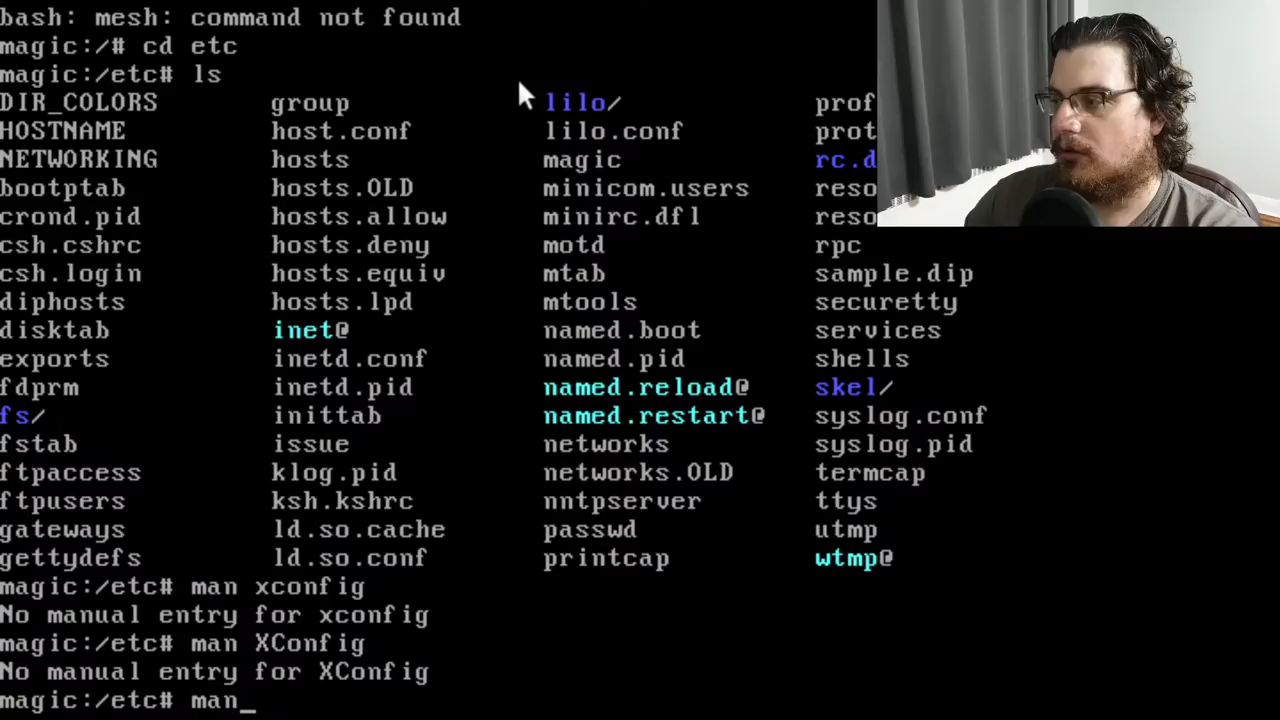 bash: mesh: command not found
magic:/# cd etc
magic:/etc# ls
DIR_COLORS group lilo/ prof
HOSTNAME host.conf lilo.conf prot
NETWORKING hosts magic rc.d
bootptab hosts.OLD minicom.users reso
crond.pid hosts.allow minirc.dfl reso
csh.cshrc hosts.deny motd rpc
csh.login hosts.equiv mtab sample.dip
diphosts hosts.lpd mtools securetty
disktab inet@ named.boot services
exports inetd.conf named.pid shells
fdprm inetd.pid named.reload@ skel/
fs/ inittab named.restart@ syslog.conf
fstab issue networks syslog.pid
ftpaccess klog.pid networks.OLD termcap
ftpusers ksh.kshrc nntpserver ttys
gateways ld.so.cache passwd utmp
gettydefs ld.so.conf printcap wtmp@
magic:/etc# man xconfig
No manual entry for xconfig
magic:/etc# man XConfig
No manual entry for XConfig
magic:/etc# man_